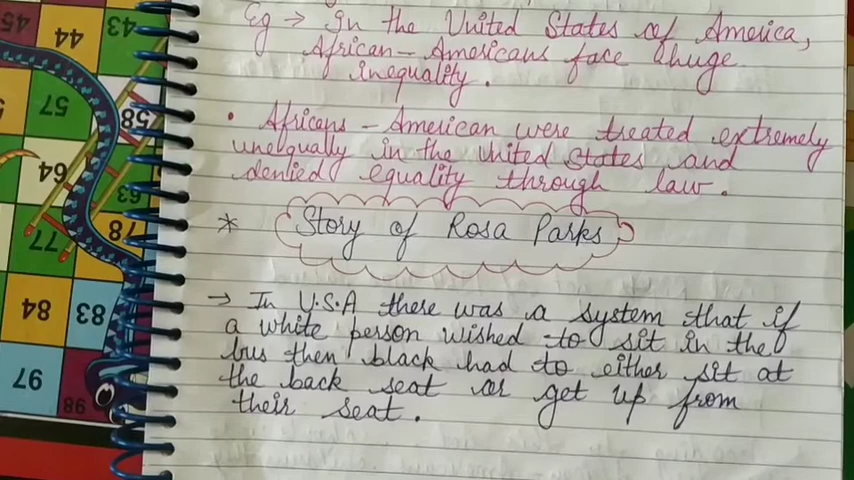 Eg → In the United States of America,
African-Americans face a huge
inequality.
• Africans-American were treated extremely
unequally in the united states and
denied equality through law.
* Story of Rosa Parks
→ In U.S.A there was a system that if
a white person wished to sit in the
bus then black had to either sit at
the back seat or get up from
their seat.
45
44
43
57
58
64
63
77
78
84
83
97
98